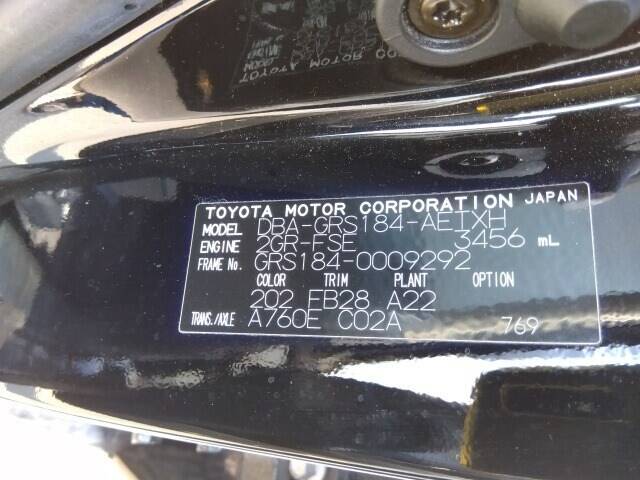 TOYOTA MOTOR CORPORATION JAPAN
MODEL DBA-GRS184-AETXH
ENGINE 2GR-FSE 3456 mL
FRAME No. GRS184-0009292
COLOR TRIM PLANT OPTION
202 FB28 A22
TRANS./AXLE A760E C02A
769